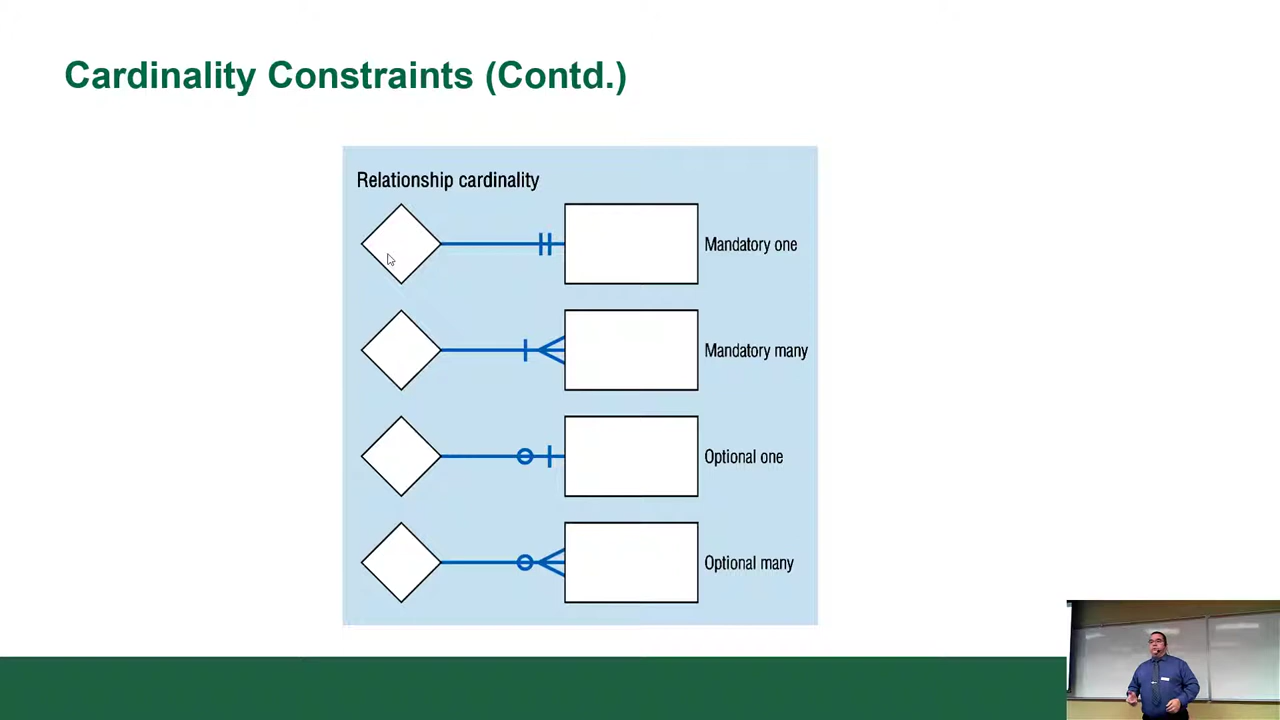 Cardinality Constraints (Contd.)
Relationship cardinality
Mandatory one
Mandatory many
Optional one
Optional many